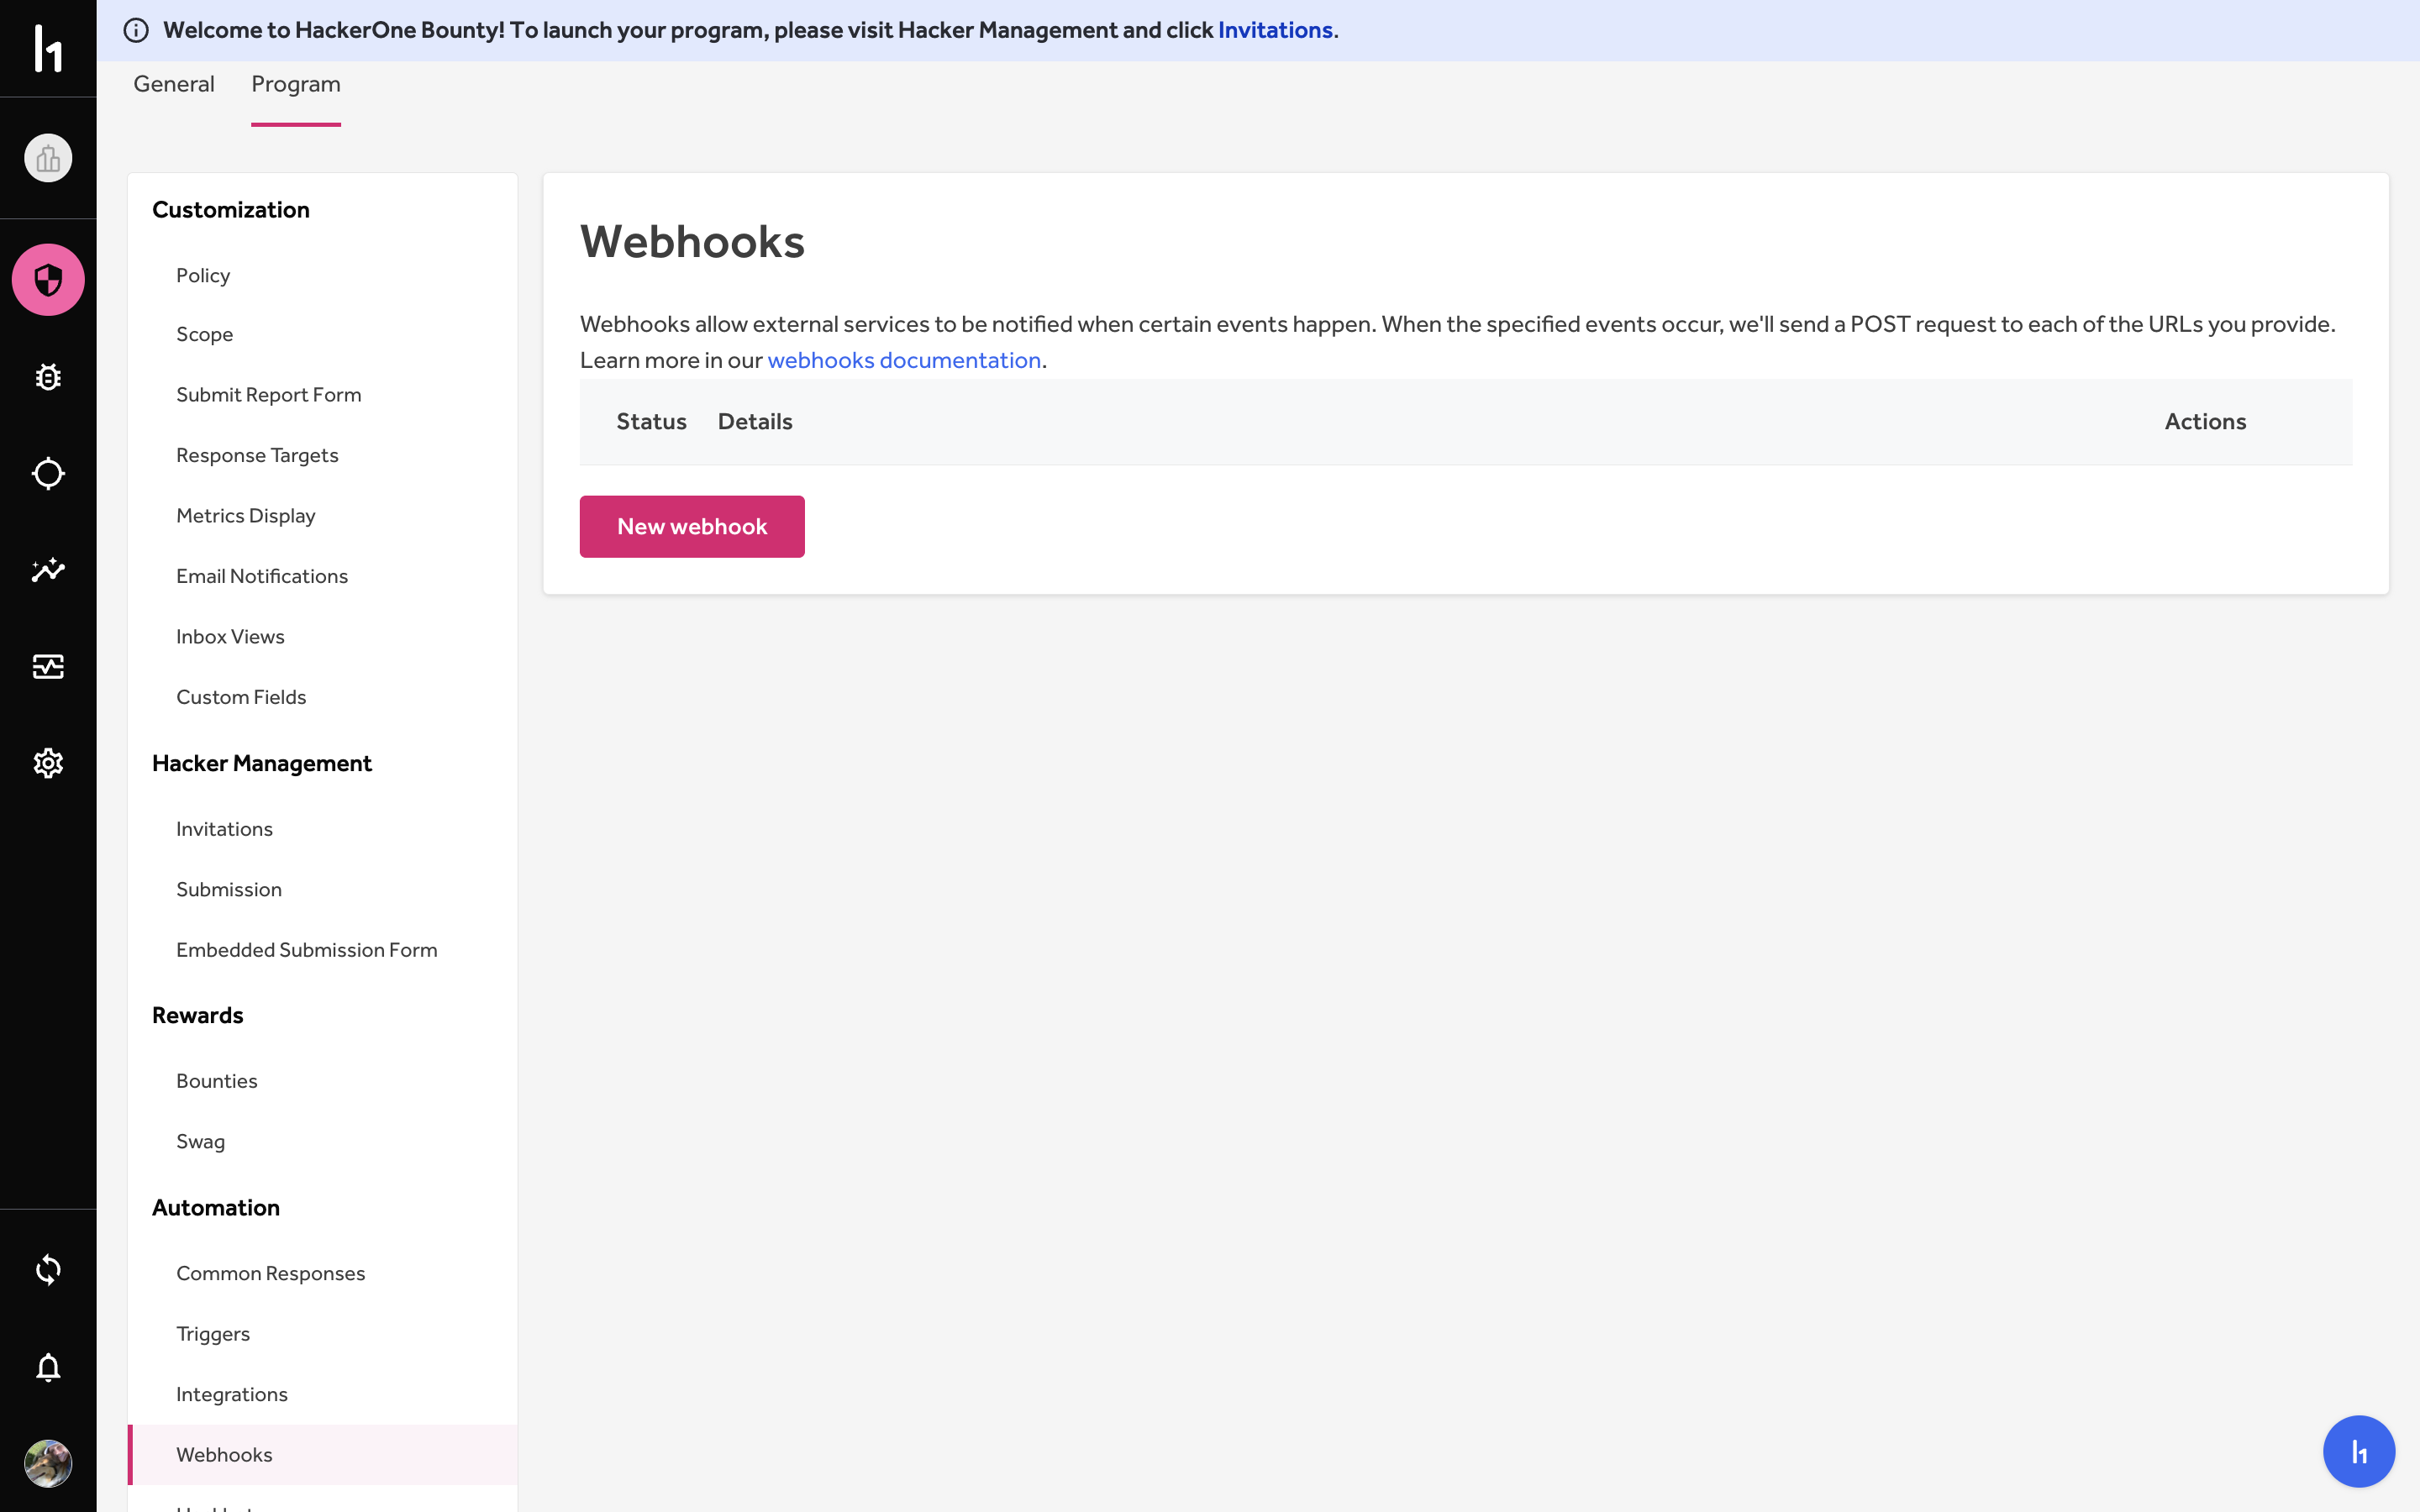 Welcome to HackerOne Bounty! To launch your program, please visit Hacker Management and click Invitations.
General
Program
Customization
Policy
Scope
Submit Report Form
Response Targets
Metrics Display
Email Notifications
Inbox Views
Custom Fields
Hacker Management
Invitations
Submission
Embedded Submission Form
Rewards
Bounties
Swag
Automation
Common Responses
Triggers
Integrations
Webhooks
Webhooks
Webhooks allow external services to be notified when certain events happen. When the specified events occur, we'll send a POST request to each of the URLs you provide.
Learn more in our webhooks documentation.
Status Details Actions
New webhook